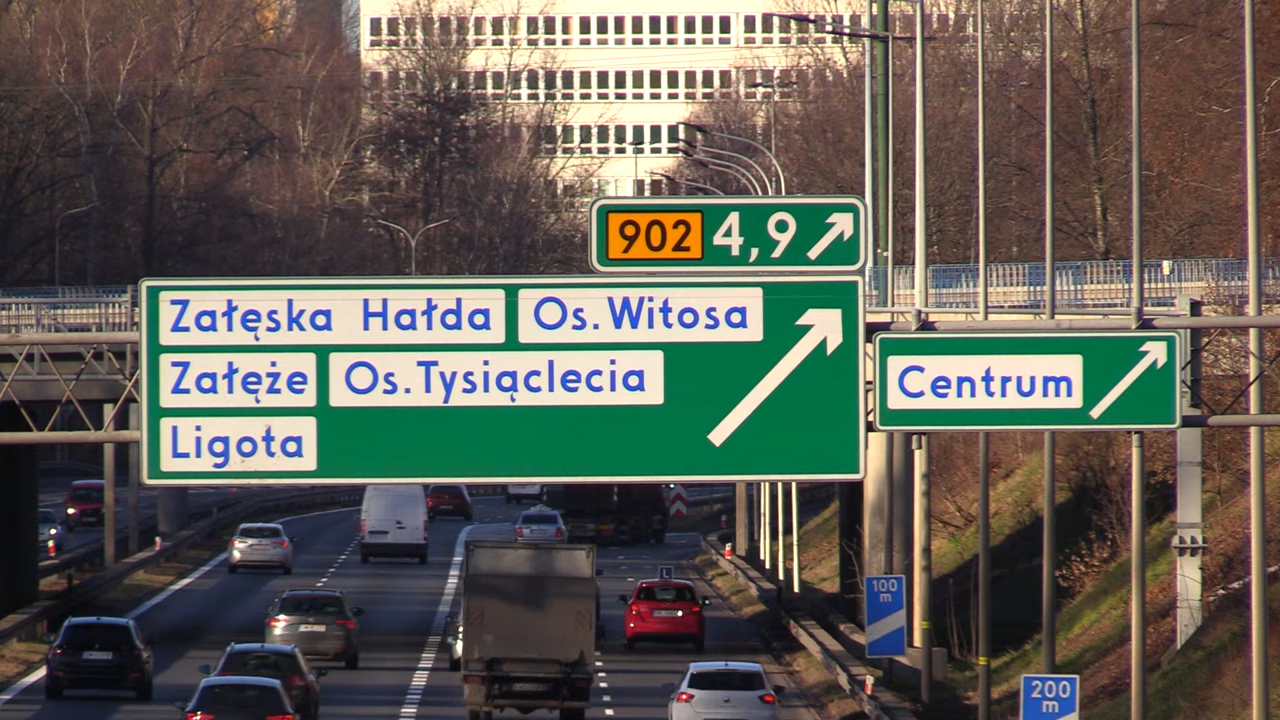 902 4,9
Załęska Hałda Os. Witosa
Załęże Os. Tysiąclecia
Ligota
Centrum
L
100 m
200 m